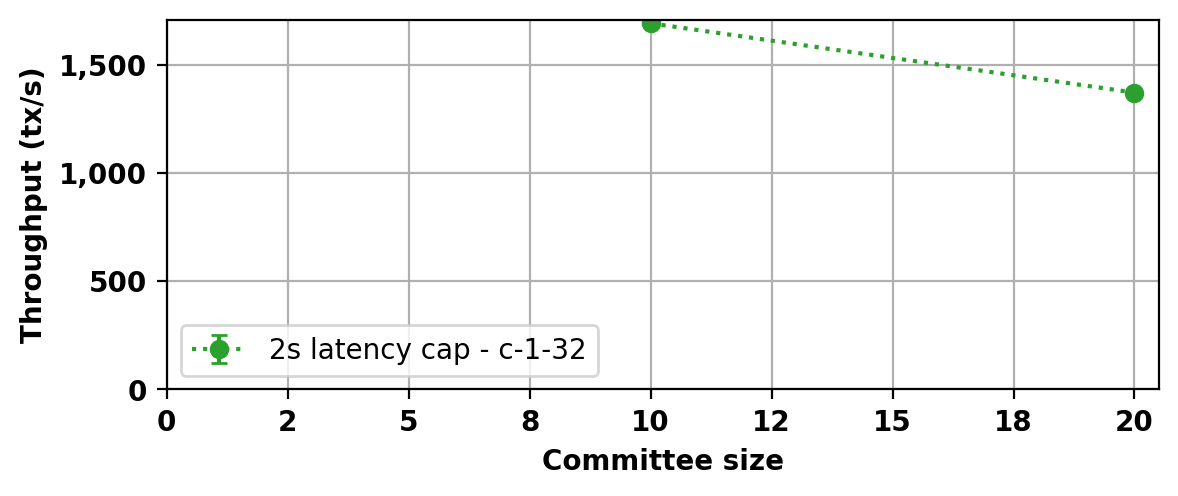 Throughput (tx/s)
1,500
1,000
500
0
2s latency cap - c-1-32
0 2 5 8 10 12 15 18 20
Committee size